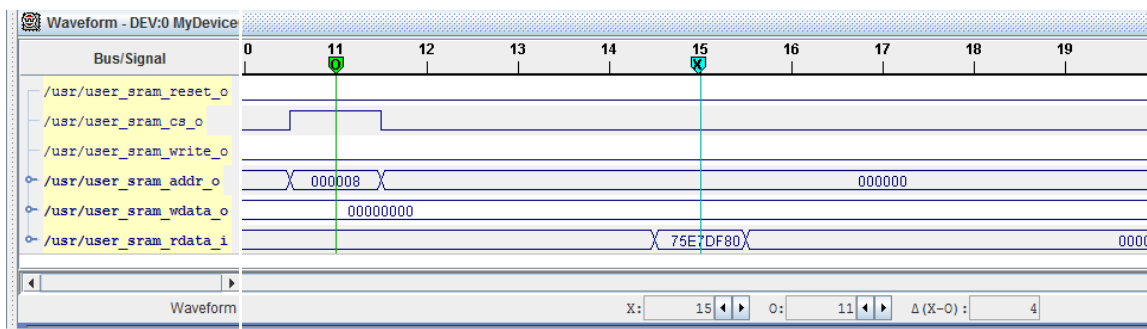 Waveform - DEV:0 MyDevice
Bus/Signal
0 11 12 13 14 15 16 17 18 19
O X
/usr/user_sram_reset_o
/usr/user_sram_cs_o
/usr/user_sram_write_o
/usr/user_sram_addr_o 000008 000000
/usr/user_sram_wdata_o 00000000
/usr/user_sram_rdata_i 75E7DF80 0000
Waveform X: 15 O: 11 Δ(X-O): 4